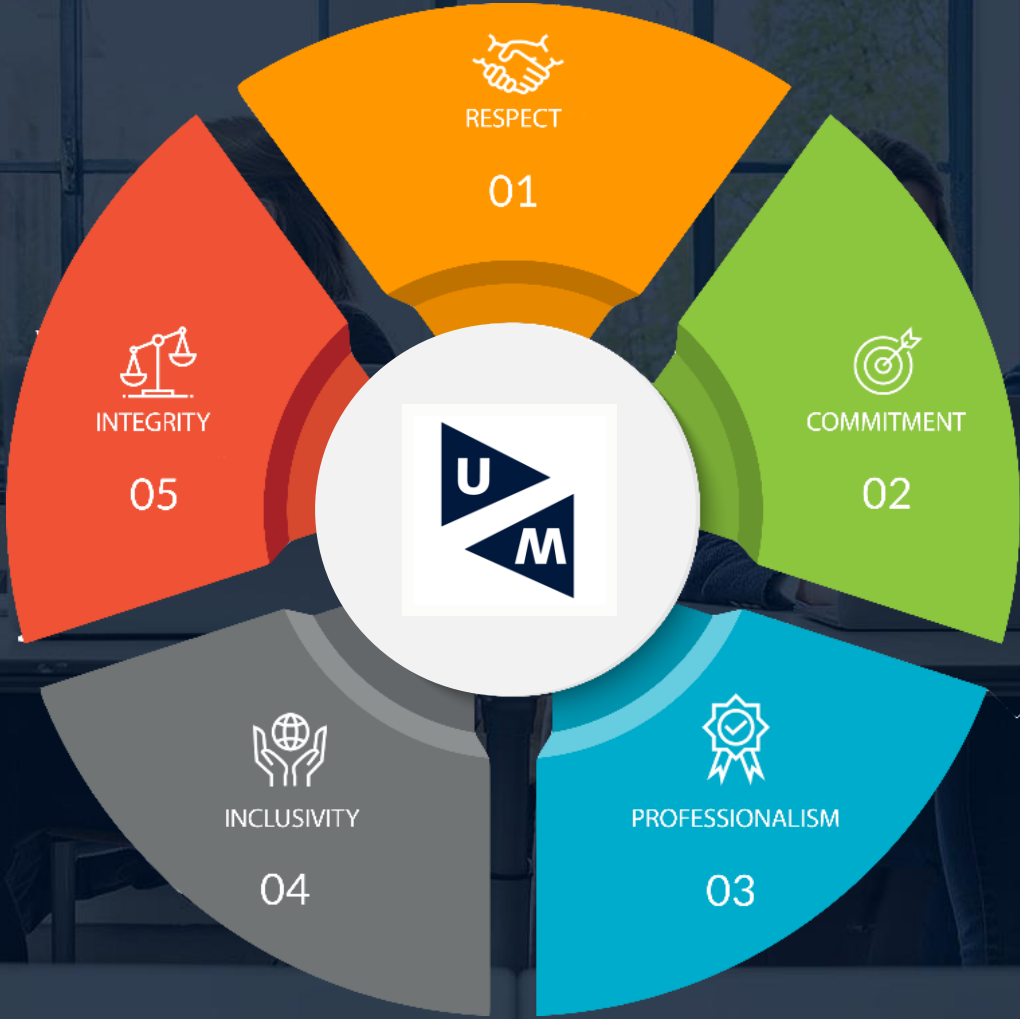 RESPECT
01
COMMITMENT
02
PROFESSIONALISM
03
INCLUSIVITY
04
INTEGRITY
05
U
M